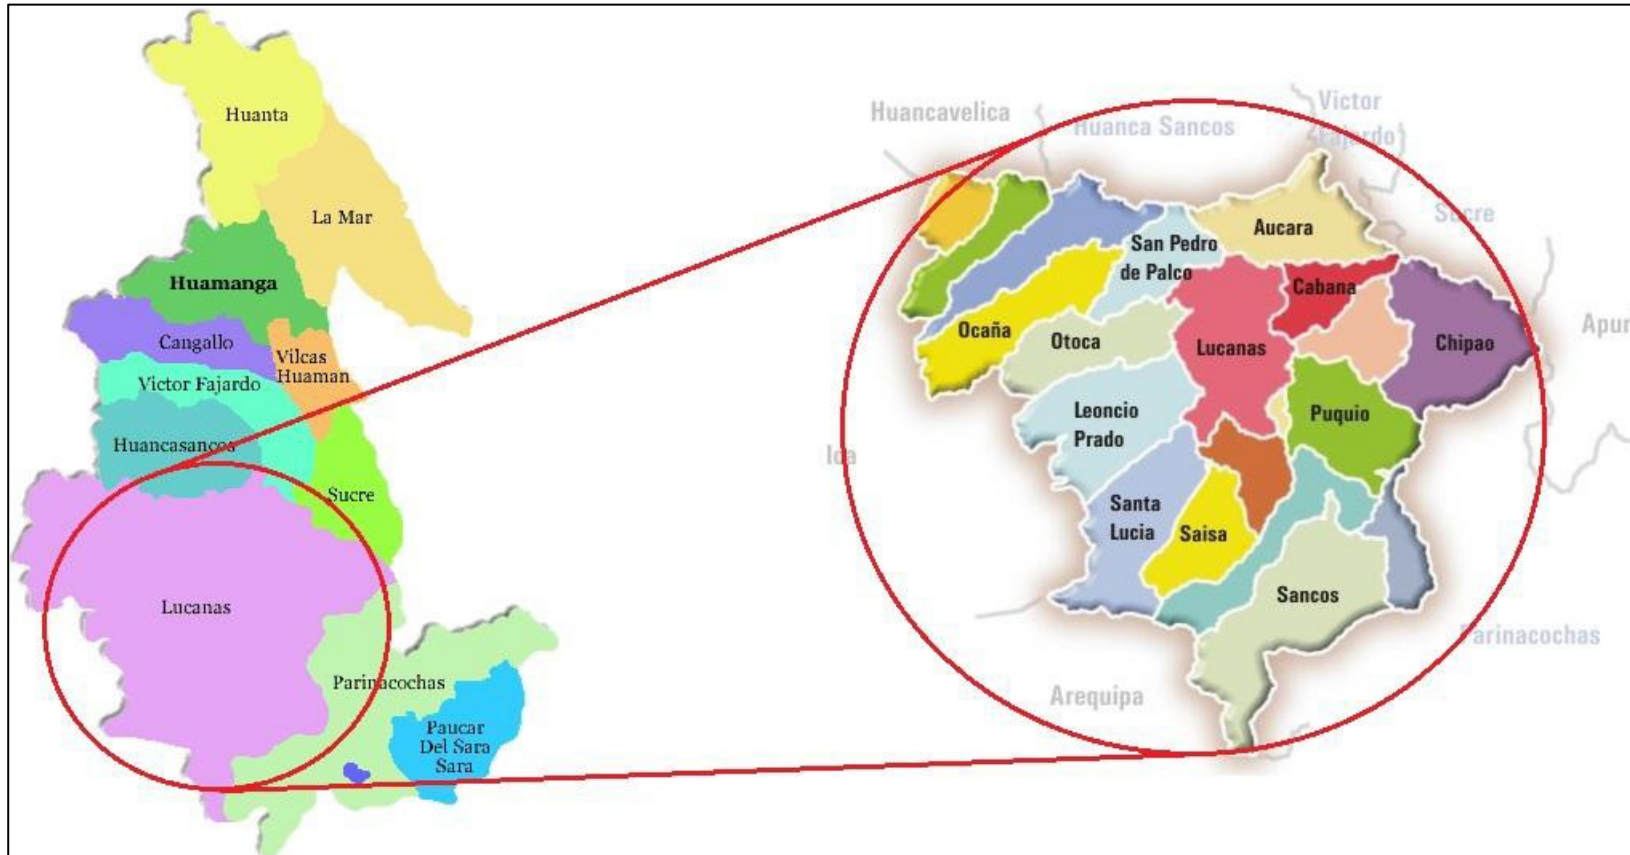 Huanta
La Mar
Huamanga
Cangallo
Vilcas
Huaman
Victor Fajardo
Huancasancos
Sucre
Lucanas
Parinacochas
Paucar
Del Sara
Sara
Huancavelica
Huanca Sancos
Victor
Fajardo
Sucre
Aucara
San Pedro
de Palco
Cabana
Apur
Ocaña
Otoca
Lucanas
Chipao
Leoncio
Prado
Puquio
Ica
Santa
Lucia
Saisa
Sancos
Parinacochas
Arequipa